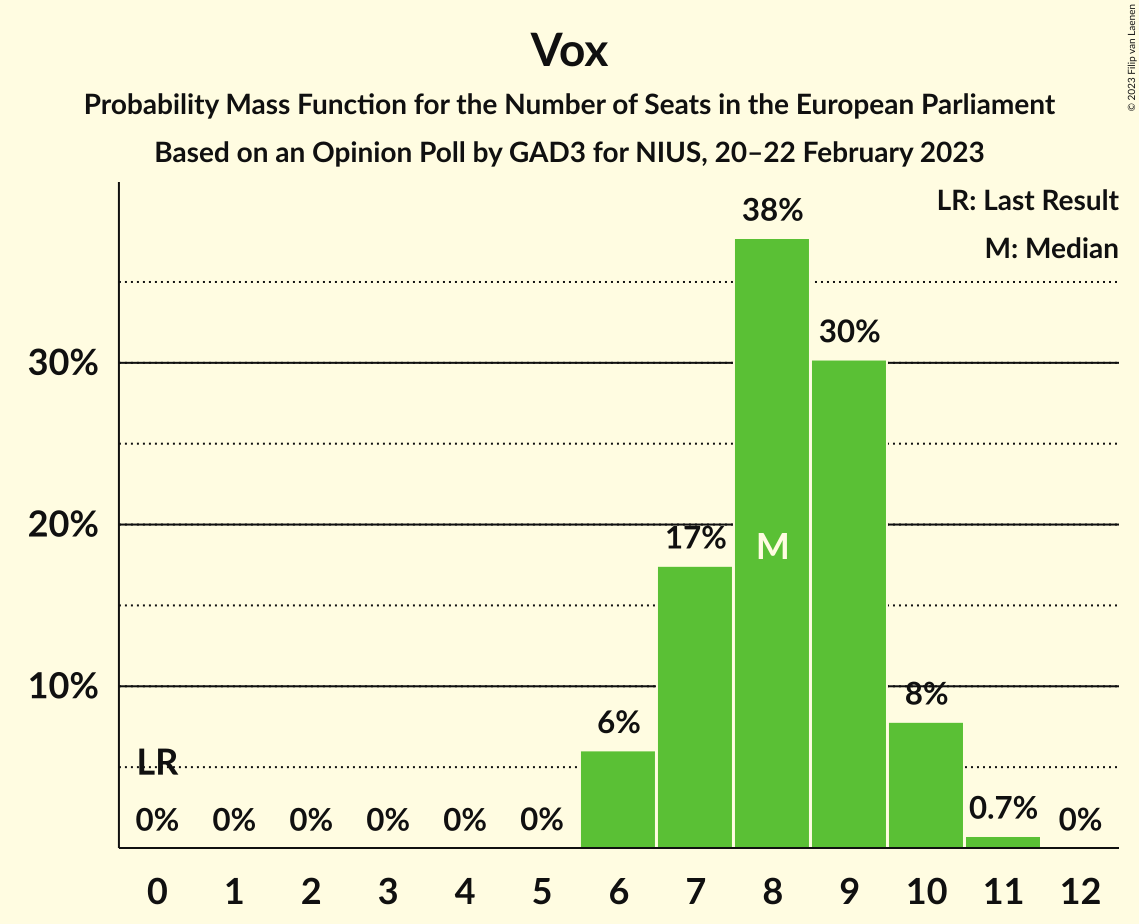 Vox
Probability Mass Function for the Number of Seats in the European Parliament
Based on an Opinion Poll by GAD3 for NIUS, 20–22 February 2023
© 2023 Filip van Laenen
LR: Last Result
M: Median
38%
30%
30%
20%
17%
M
10%
8%
6%
LR
0% 0% 0% 0% 0% 0% 0.7% 0%
0 1 2 3 4 5 6 7 8 9 10 11 12